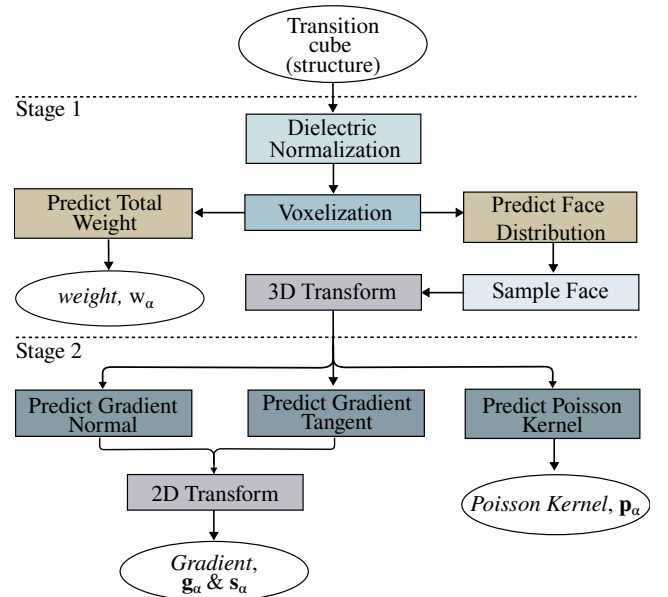 Transition
cube
(structure)
Stage 1
Dielectric
Normalization
Predict Total
Weight
Voxelization
Predict Face
Distribution
weight, wα
3D Transform
Sample Face
Stage 2
Predict Gradient
Normal
Predict Gradient
Tangent
Predict Poisson
Kernel
2D Transform
Poisson Kernel, pα
Gradient,
gα & sα